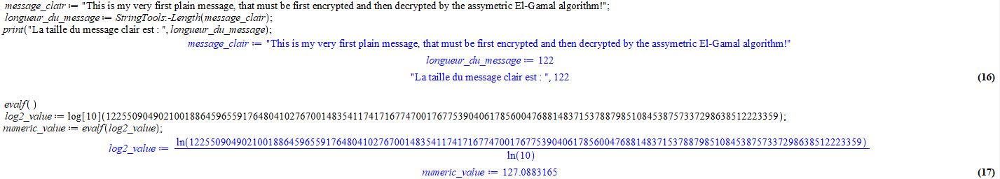 message_clair := "This is my very first plain message, that must be first encrypted and then decrypted by the assymetric El-Gamal algorithm!";
longueur_du_message := StringTools:-Length(message_clair);
print("La taille du message clair est : ", longueur_du_message);
message_clair := "This is my very first plain message, that must be first encrypted and then decrypted by the assymetric El-Gamal algorithm!"
longueur_du_message := 122
"La taille du message clair est : ", 122
(16)
evalf( )
log2_value := log[10](12255090490210018864596559176480410276700148354117417167747001767753904061785600476881483715378879851084538757337298638512223359);
numeric_value := evalf(log2_value);
log2_value := ln(12255090490210018864596559176480410276700148354117417167747001767753904061785600476881483715378879851084538757337298638512223359)
ln(10)
numeric_value := 127.0883165
(17)